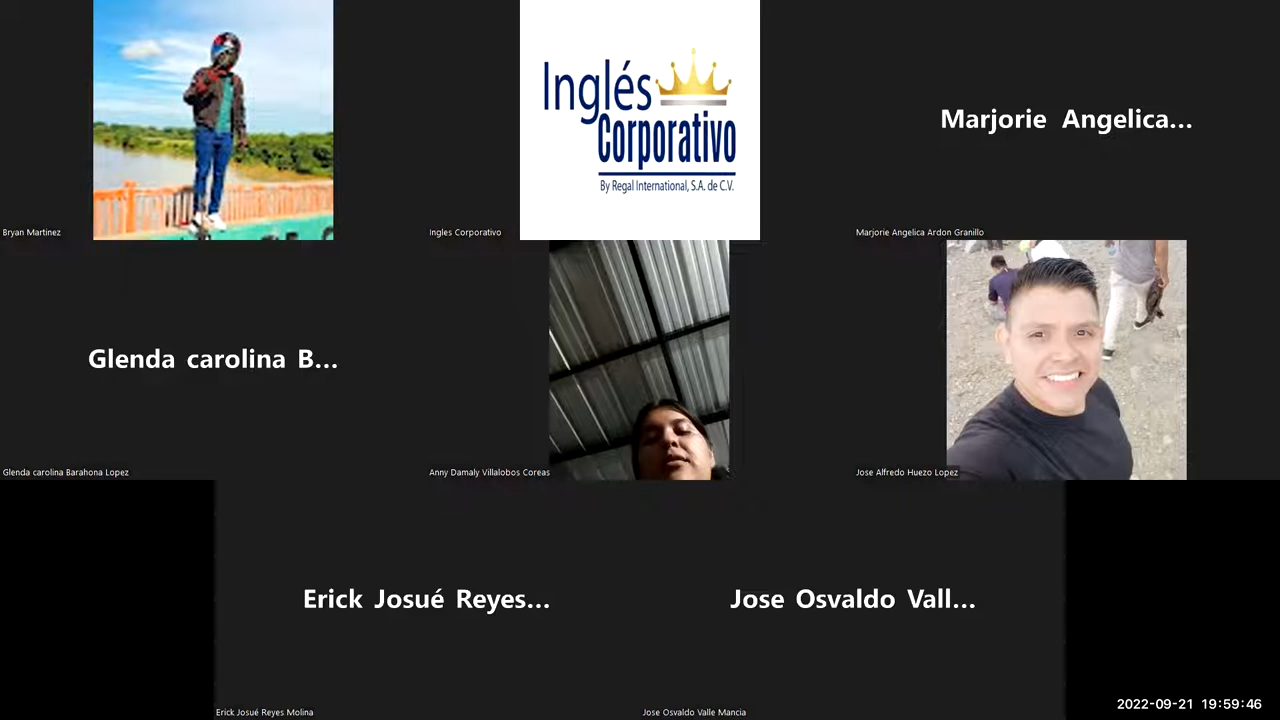 Inglés
Corporativo
By Regal International, S.A. de C.V.
Marjorie Angelica...
Bryan Martinez
Ingles Corporativo
Marjorie Angelica Ardon Granillo
Glenda carolina B...
Glenda carolina Barahona Lopez
Anny Damaly Villalobos Coreas
Jose Alfredo Huezo Lopez
Erick Josué Reyes...
Jose Osvaldo Vall...
Erick Josué Reyes Molina
Jose Osvaldo Valle Mancia
2022-09-21 19:59:46